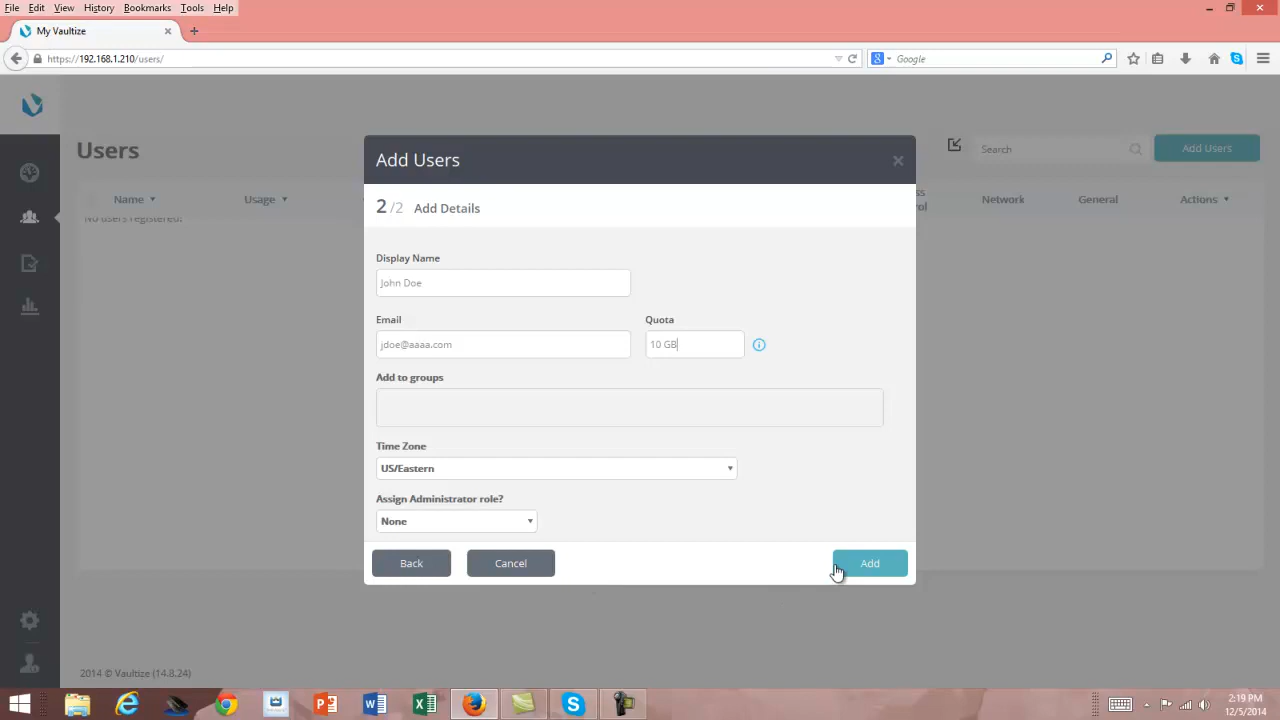 File Edit View History Bookmarks Tools Help
My Vaultize
https://192.168.1.210/users/
Google
Users
Search
Add Users
Name
Usage
Network
General
Actions
No users registered!
Add Users
2 /2 Add Details
Display Name
John Doe
Email
Quota
jdoe@aaaa.com
10 GB
Add to groups
Time Zone
US/Eastern
Assign Administrator role?
None
Back
Cancel
Add
2014 © Vaultize (14.8.24)
2:19 PM
12/5/2014